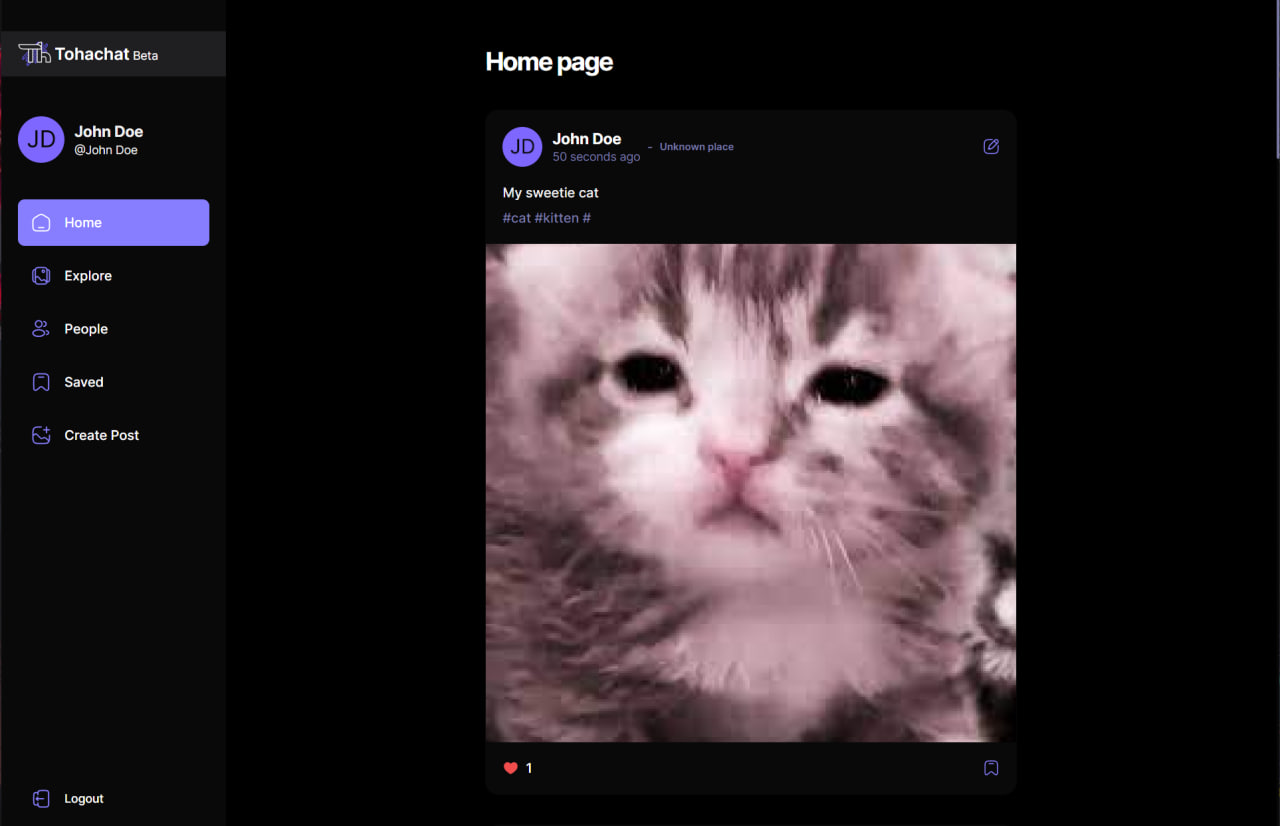 Tohachat Beta
JD
John Doe
@John Doe
Home
Explore
People
Saved
Create Post
Logout
Home page
JD
John Doe
50 seconds ago - Unknown place
My sweetie cat
#cat #kitten #
1